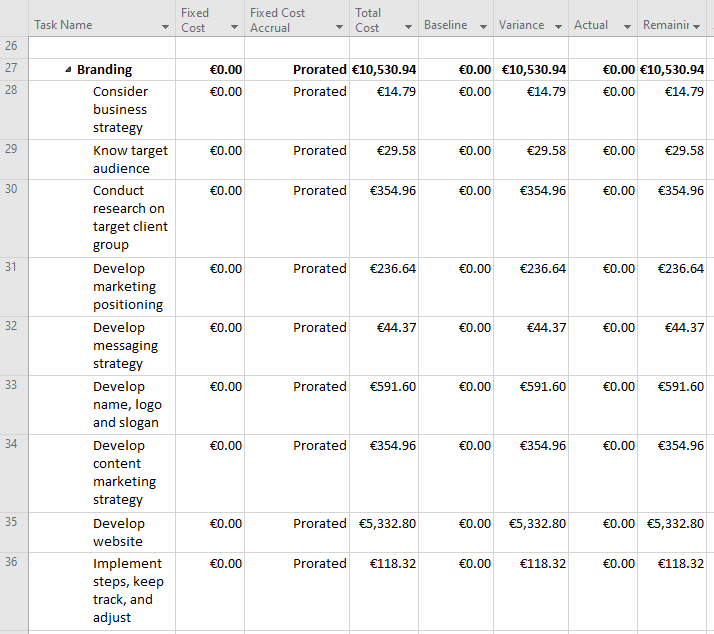 Task Name Fixed Cost Fixed Cost Accrual Total Cost Baseline Variance Actual Remainin
26
27 Branding €0.00 Prorated €10,530.94 €0.00 €10,530.94 €0.00 €10,530.94
28 Consider €0.00 Prorated €14.79 €0.00 €14.79 €0.00 €14.79
business
strategy
29 Know target €0.00 Prorated €29.58 €0.00 €29.58 €0.00 €29.58
audience
30 Conduct €0.00 Prorated €354.96 €0.00 €354.96 €0.00 €354.96
research on
target client
group
31 Develop €0.00 Prorated €236.64 €0.00 €236.64 €0.00 €236.64
marketing
positioning
32 Develop €0.00 Prorated €44.37 €0.00 €44.37 €0.00 €44.37
messaging
strategy
33 Develop €0.00 Prorated €591.60 €0.00 €591.60 €0.00 €591.60
name, logo
and slogan
34 Develop €0.00 Prorated €354.96 €0.00 €354.96 €0.00 €354.96
content
marketing
strategy
35 Develop €0.00 Prorated €5,332.80 €0.00 €5,332.80 €0.00 €5,332.80
website
36 Implement €0.00 Prorated €118.32 €0.00 €118.32 €0.00 €118.32
steps, keep
track, and
adjust